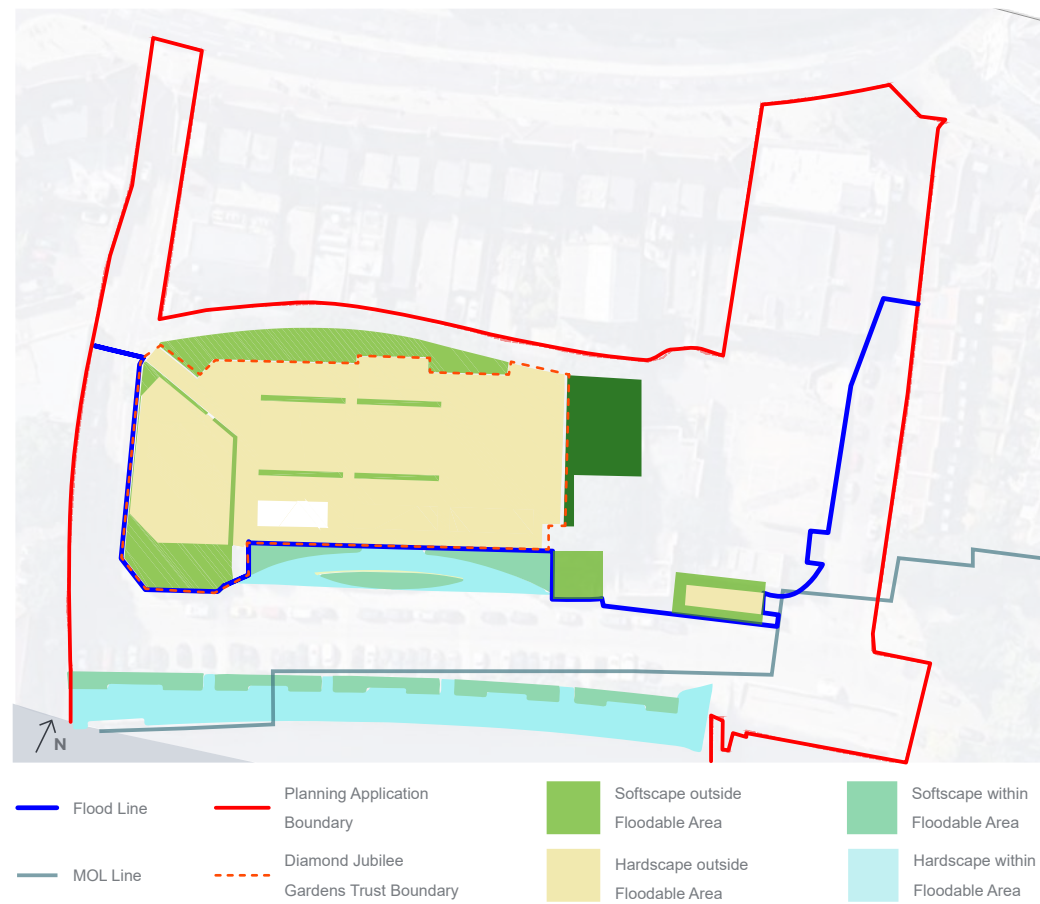 N
Flood Line
Planning Application
Boundary
Softscape outside
Floodable Area
Softscape within
Floodable Area
MOL Line
Diamond Jubilee
Gardens Trust Boundary
Hardscape outside
Floodable Area
Hardscape within
Floodable Area